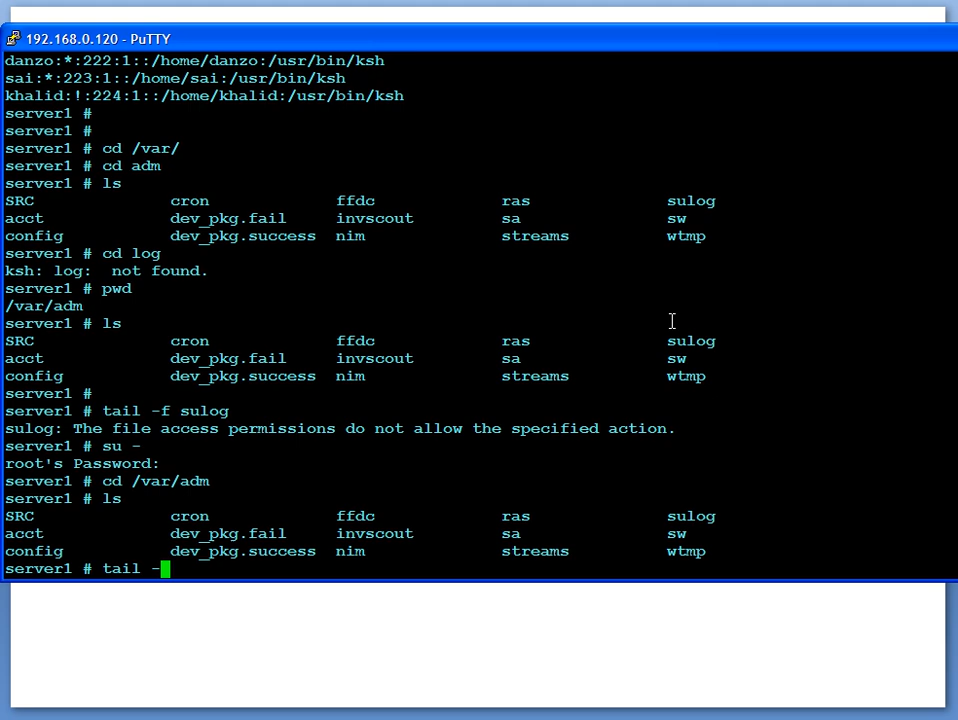 192.168.0.120 - PuTTY
danzo:*:222:1::/home/danzo:/usr/bin/ksh
sai:*:223:1::/home/sai:/usr/bin/ksh
khalid:!:224:1::/home/khalid:/usr/bin/ksh
server1 #
server1 #
server1 # cd /var/
server1 # cd adm
server1 # ls
SRC cron ffdc ras sulog
acct dev_pkg.fail invscout sa sw
config dev_pkg.success nim streams wtmp
server1 # cd log
ksh: log:  not found.
server1 # pwd
/var/adm
server1 # ls
SRC cron ffdc ras sulog
acct dev_pkg.fail invscout sa sw
config dev_pkg.success nim streams wtmp
server1 #
server1 # tail -f sulog
sulog: The file access permissions do not allow the specified action.
server1 # su -
root's Password:
server1 # cd /var/adm
server1 # ls
SRC cron ffdc ras sulog
acct dev_pkg.fail invscout sa sw
config dev_pkg.success nim streams wtmp
server1 # tail -